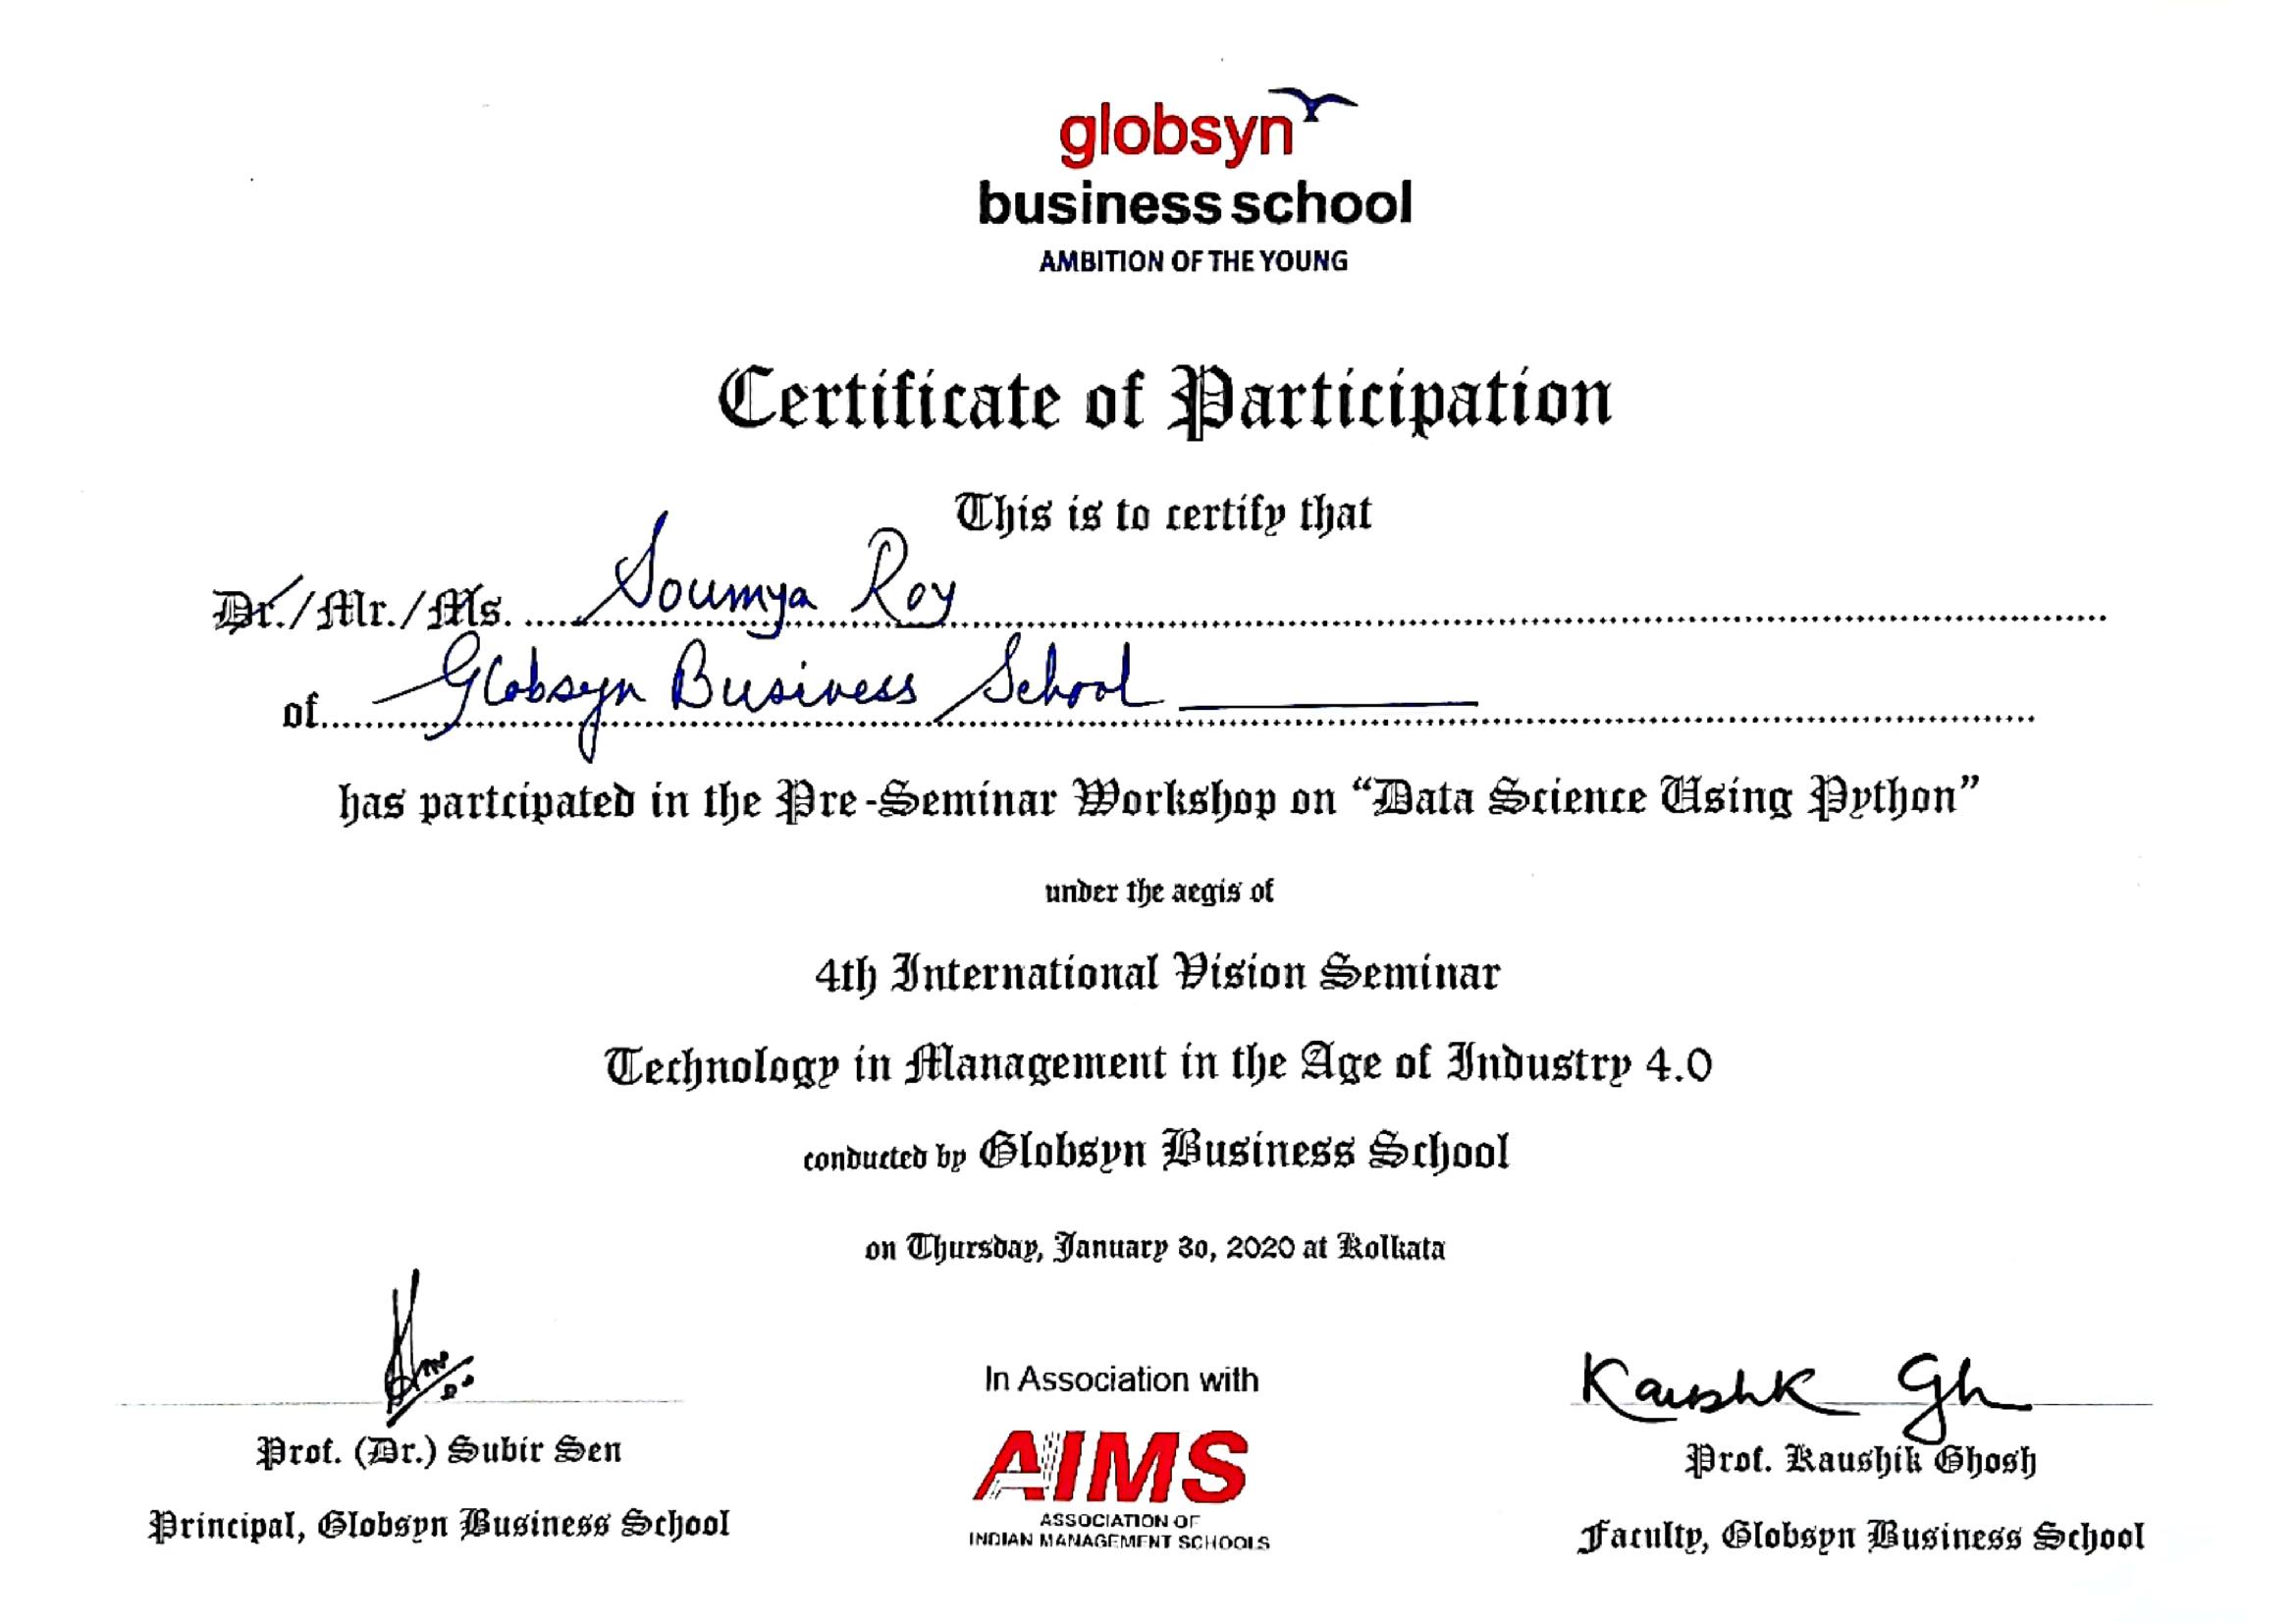 globsyn
business school
AMBITION OF THE YOUNG
Certificate of Participation
This is to certify that
Dr./Mr./Ms. Soumya Roy
of Globsyn Business School
has partcipated in the Pre-Seminar Workshop on “Data Science Using Python”
under the aegis of
4th International Vision Seminar
Technology in Management in the Age of Industry 4.0
conducted by Globsyn Business School
on Thursday, January 30, 2020 at Kolkata
In Association with
AIMS
ASSOCIATION OF
INDIAN MANAGEMENT SCHOOLS
Prof. (Dr.) Subir Sen
Principal, Globsyn Business School
Kaushk Gh
Prof. Kaushik Ghosh
Faculty, Globsyn Business School